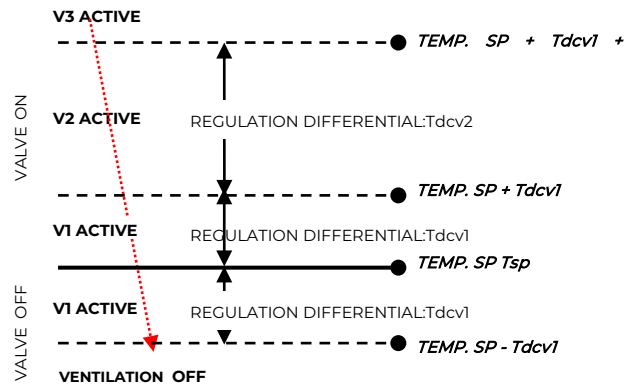 V3 ACTIVE
TEMP. SP + Tdcv1 +
VALVE ON
V2 ACTIVE
REGULATION DIFFERENTIAL:Tdcv2
TEMP. SP + Tdcv1
V1 ACTIVE
REGULATION DIFFERENTIAL:Tdcv1
TEMP. SP Tsp
VALVE OFF
V1 ACTIVE
REGULATION DIFFERENTIAL:Tdcv1
TEMP. SP - Tdcv1
VENTILATION OFF